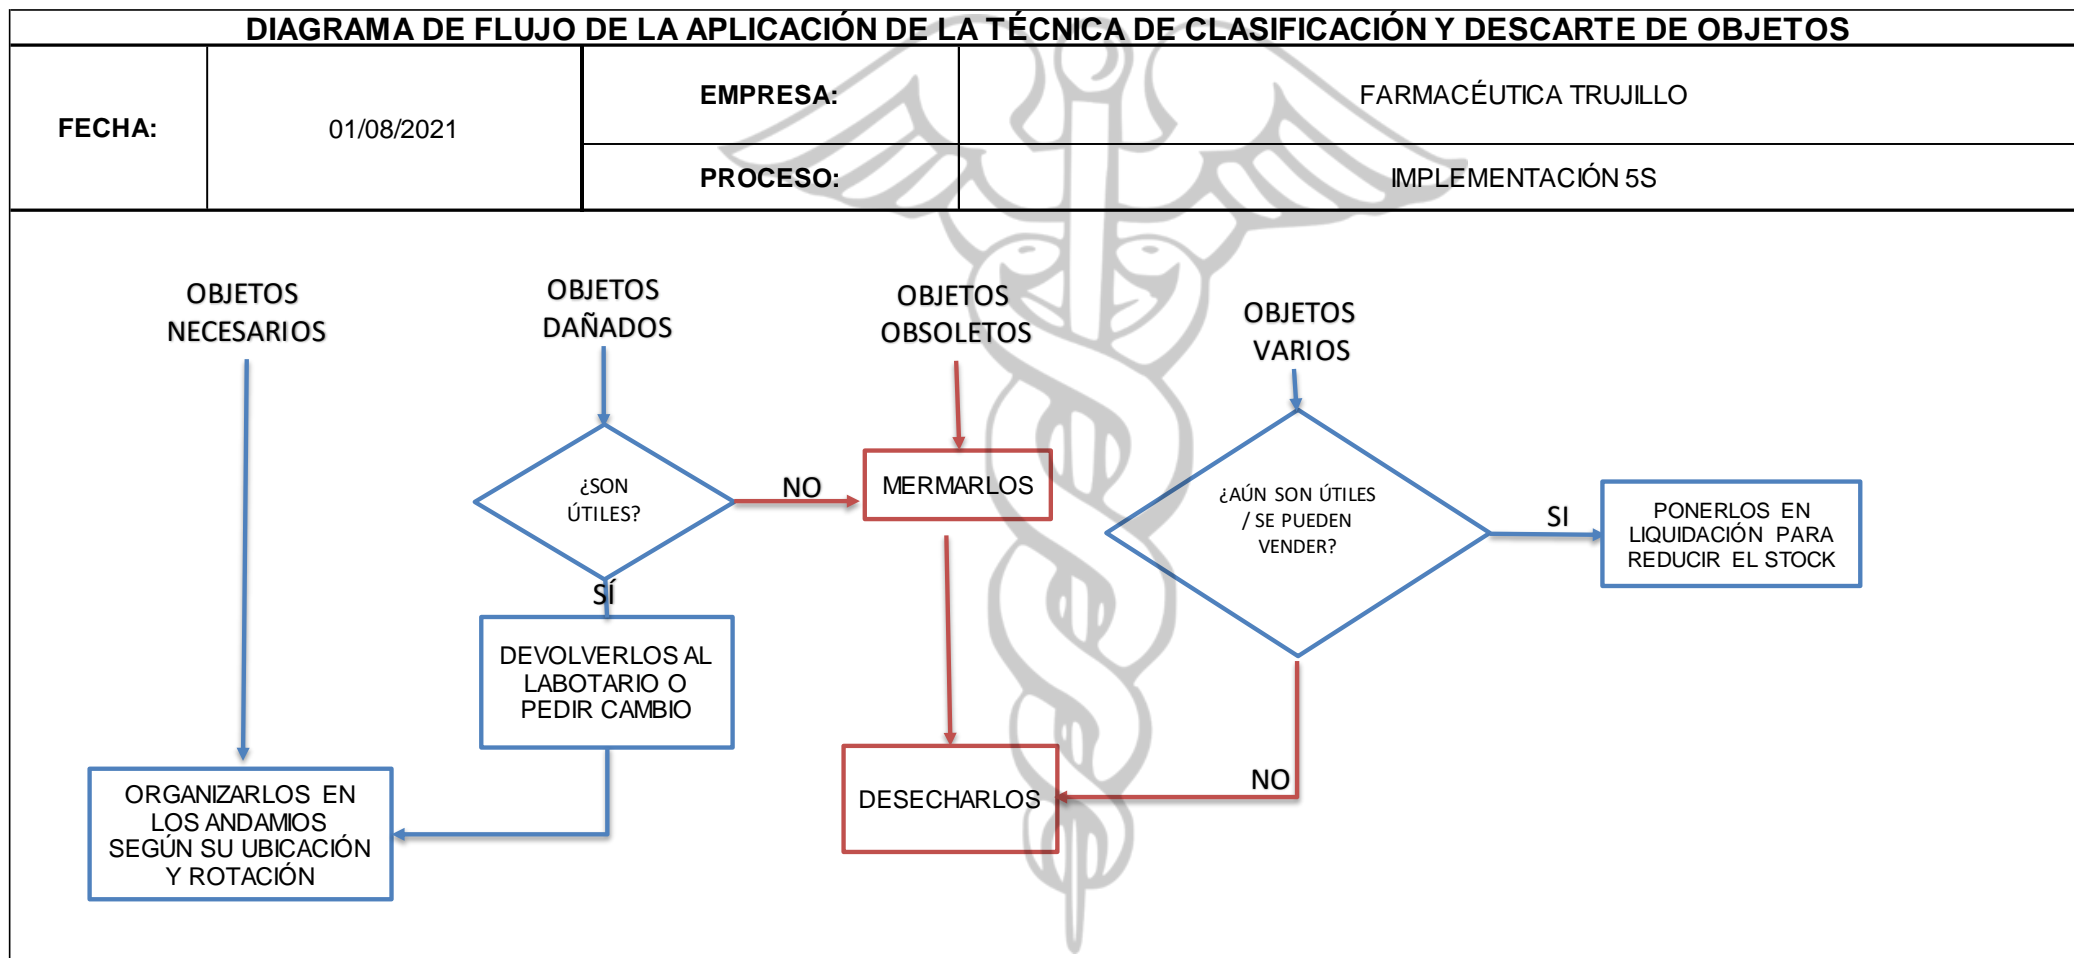 DIAGRAMA DE FLUJO DE LA APLICACIÓN DE LA TÉCNICA DE CLASIFICACIÓN Y DESCARTE DE OBJETOS
FECHA:
01/08/2021
EMPRESA:
FARMACÉUTICA TRUJILLO
PROCESO:
IMPLEMENTACIÓN 5S
OBJETOS
NECESARIOS
OBJETOS
DAÑADOS
OBJETOS
OBSOLETOS
OBJETOS
VARIOS
¿SON
ÚTILES?
NO
MERMARLOS
¿AÚN SON ÚTILES
/ SE PUEDEN
VENDER?
SI
PONERLOS EN
LIQUIDACIÓN PARA
REDUCIR EL STOCK
SÍ
DEVOLVERLOS AL
LABOTARIO O
PEDIR CAMBIO
NO
DESECHARLOS
ORGANIZARLOS EN
LOS ANDAMIOS
SEGÚN SU UBICACIÓN
Y ROTACIÓN